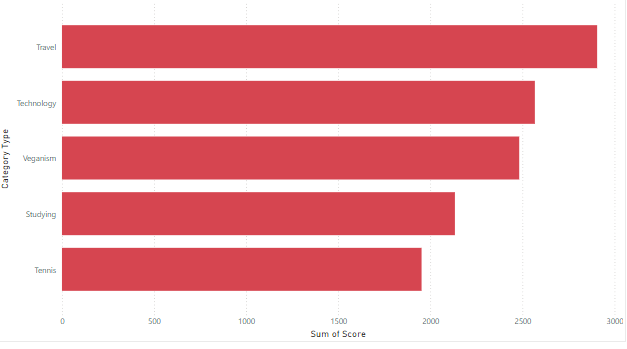 Category Type
Travel
Technology
Veganism
Studying
Tennis
0 500 1000 1500 2000 2500 3000
Sum of Score